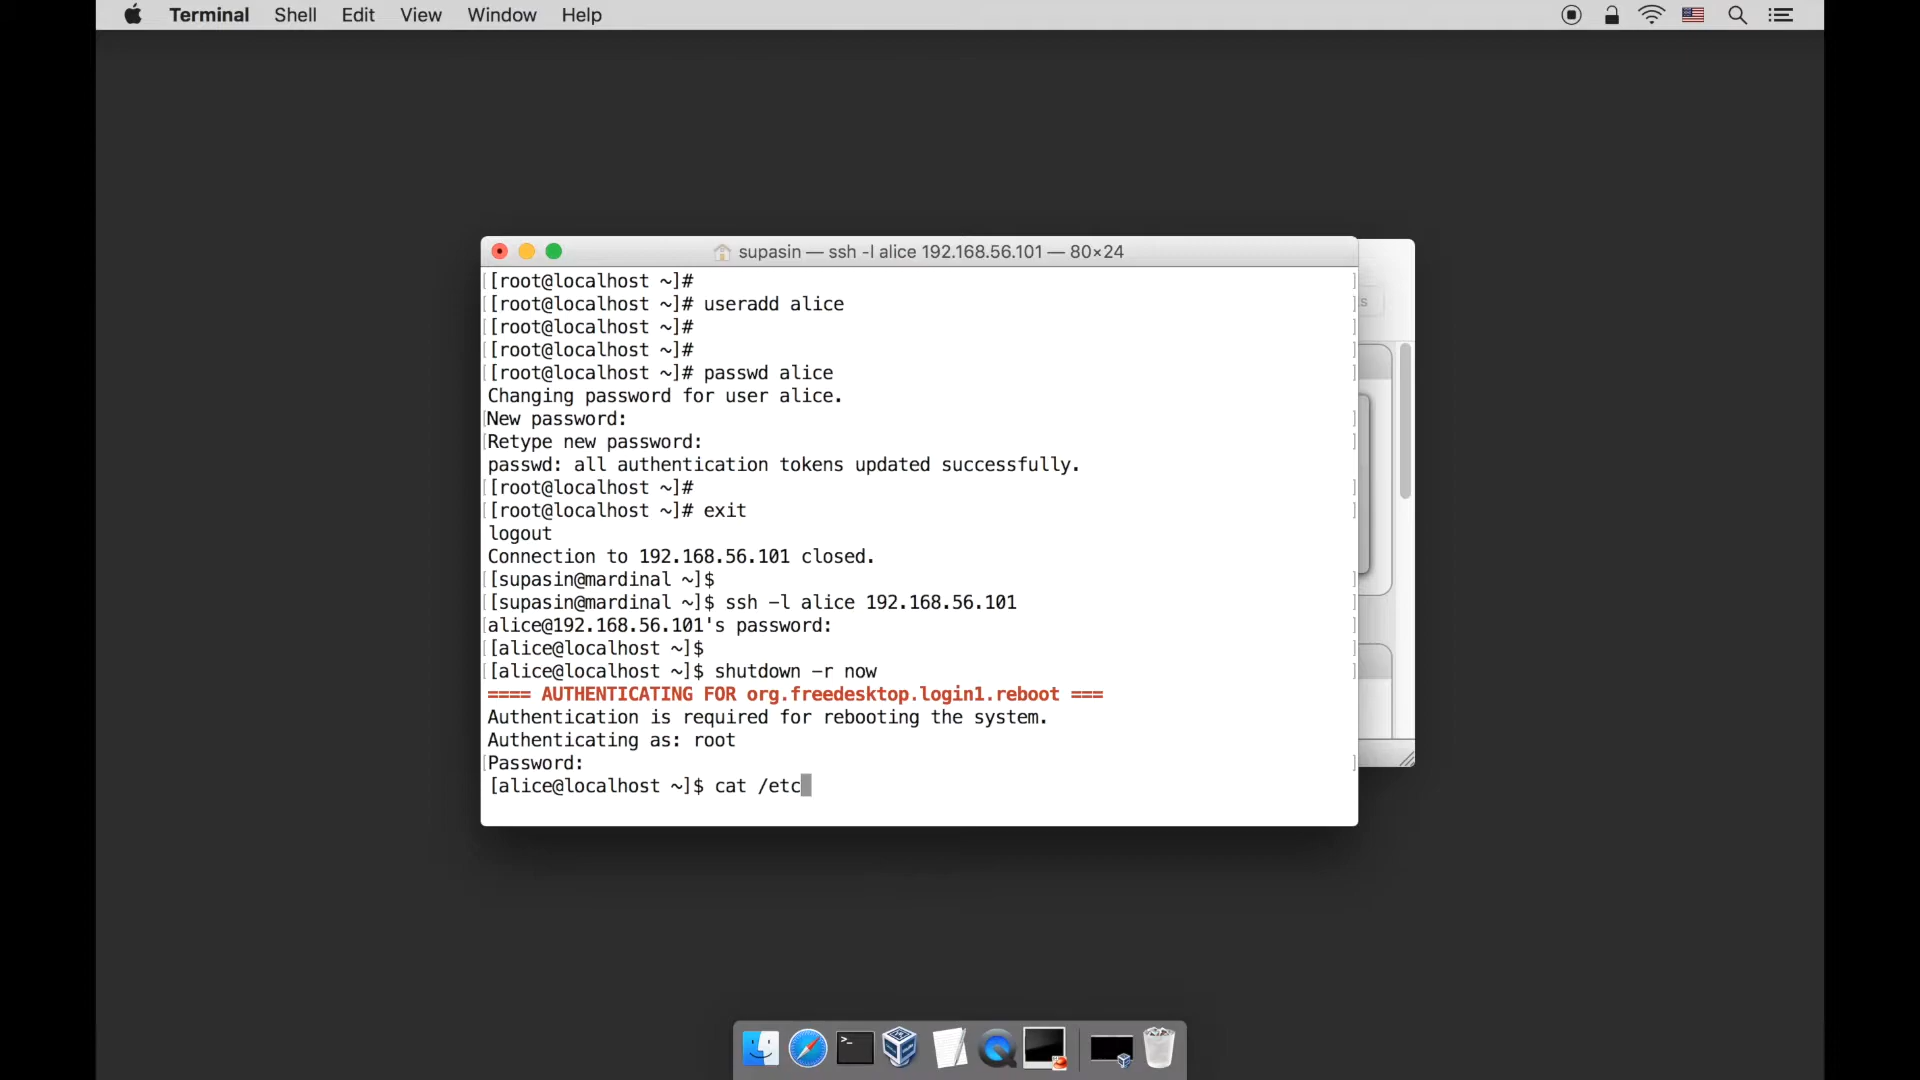 Terminal Shell Edit View Window Help
supasin — ssh -l alice 192.168.56.101 — 80×24
[root@localhost ~]#
[root@localhost ~]# useradd alice
[root@localhost ~]#
[root@localhost ~]#
[root@localhost ~]# passwd alice
Changing password for user alice.
New password:
Retype new password:
passwd: all authentication tokens updated successfully.
[root@localhost ~]#
[root@localhost ~]# exit
logout
Connection to 192.168.56.101 closed.
[supasin@mardinal ~]$
[supasin@mardinal ~]$ ssh -l alice 192.168.56.101
alice@192.168.56.101's password:
[alice@localhost ~]$
[alice@localhost ~]$ shutdown -r now
==== AUTHENTICATING FOR org.freedesktop.login1.reboot ===
Authentication is required for rebooting the system.
Authenticating as: root
Password:
[alice@localhost ~]$ cat /etc